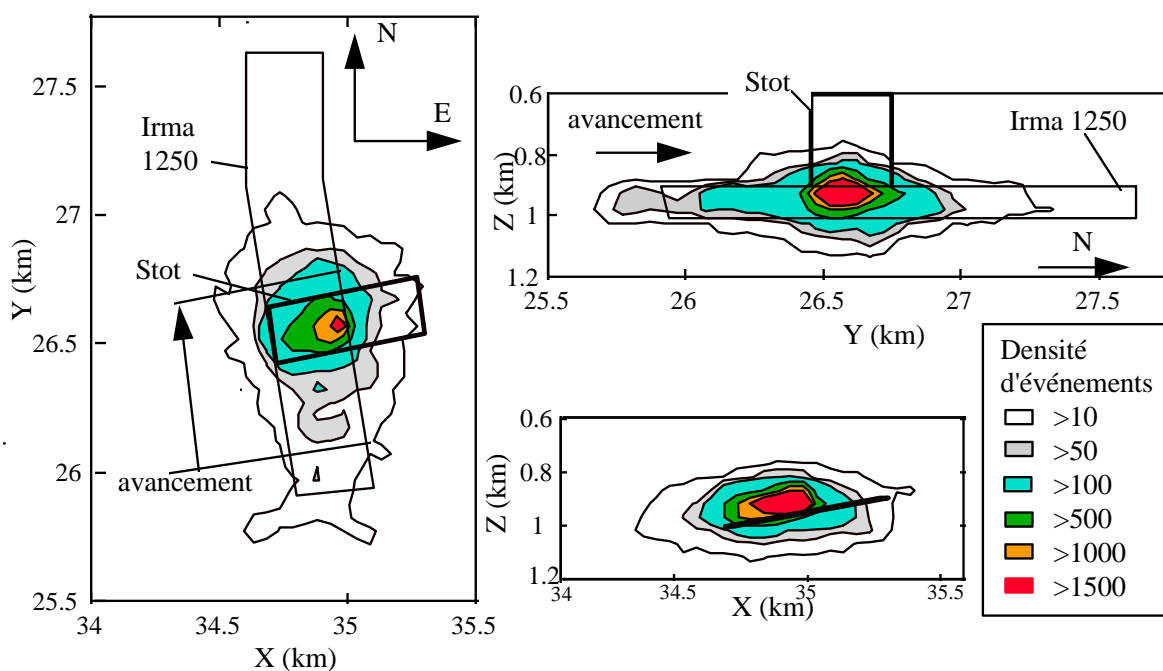 N
27.5
E
Irma
1250
27
Stot
Y (km)
26.5
26
avancement
25.5
34
34.5
35
35.5
X (km)
Stot
0.6
avancement
Irma 1250
Z (km)
0.8
1
N
1.2
25.5
26
26.5
27
27.5
Y (km)
0.6
Z (km)
0.8
1
1.2
34
34.5
35
35.5
X (km)
Densité
d'événements
>10
>50
>100
>500
>1000
>1500